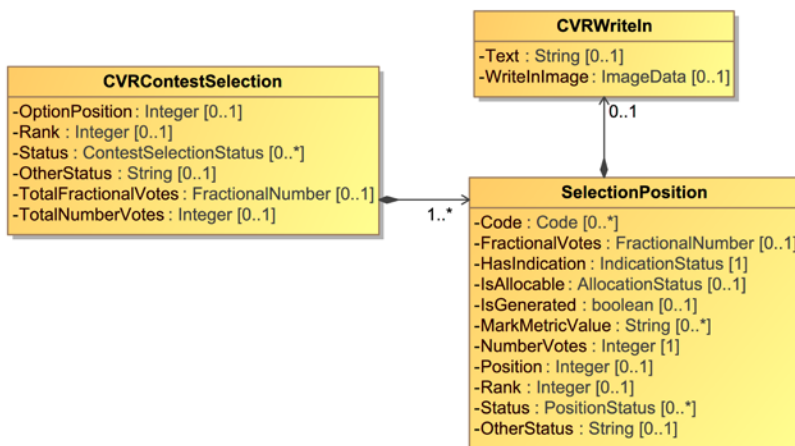 CVRWriteIn
-Text : String [0..1]
-WriteInImage : ImageData [0..1]
CVRContestSelection
-OptionPosition : Integer [0..1]
-Rank : Integer [0..1]
-Status : ContestSelectionStatus [0..*]
-OtherStatus : String [0..1]
-TotalFractionalVotes : FractionalNumber [0..1]
-TotalNumberVotes : Integer [0..1]
0..1
1..*
SelectionPosition
-Code : Code [0..*]
-FractionalVotes : FractionalNumber [0..1]
-HasIndication : IndicationStatus [1]
-IsAllocable : AllocationStatus [0..1]
-IsGenerated : boolean [0..1]
-MarkMetricValue : String [0..*]
-NumberVotes : Integer [1]
-Position : Integer [0..1]
-Rank : Integer [0..1]
-Status : PositionStatus [0..*]
-OtherStatus : String [0..1]